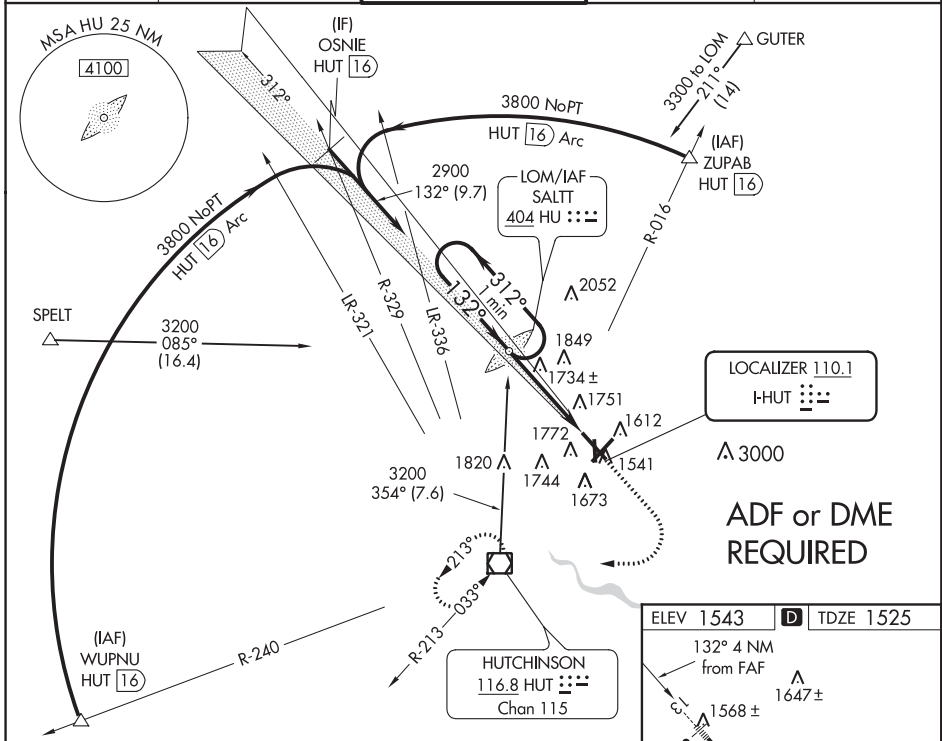 MSA HU 25 NM
4100
(IF)
OSNIE
HUT 16
GUTER
3300 to LOM
211°
(14)
312°
3800 NoPT
HUT 16 Arc
(IAF)
ZUPAB
HUT 16
2900
132° (9.7)
LOM/IAF
SALTT
404 HU
R-016
3800 NoPT
HUT 16 Arc
312°
1 min
132°
2052
LR-321
R-329
LR-336
SPELT
3200
085°
(16.4)
1849
1734 ±
1751
LOCALIZER 110.1
I-HUT
1612
1772
1541
3000
1820
1744
1673
3200
354° (7.6)
ADF or DME
REQUIRED
213°
033°
R-213
(IAF)
WUPNU
HUT 16
R-240
HUTCHINSON
116.8 HUT
Chan 115
ELEV 1543
D
TDZE 1525
132° 4 NM
from FAF
1647 ±
13
1568 ±